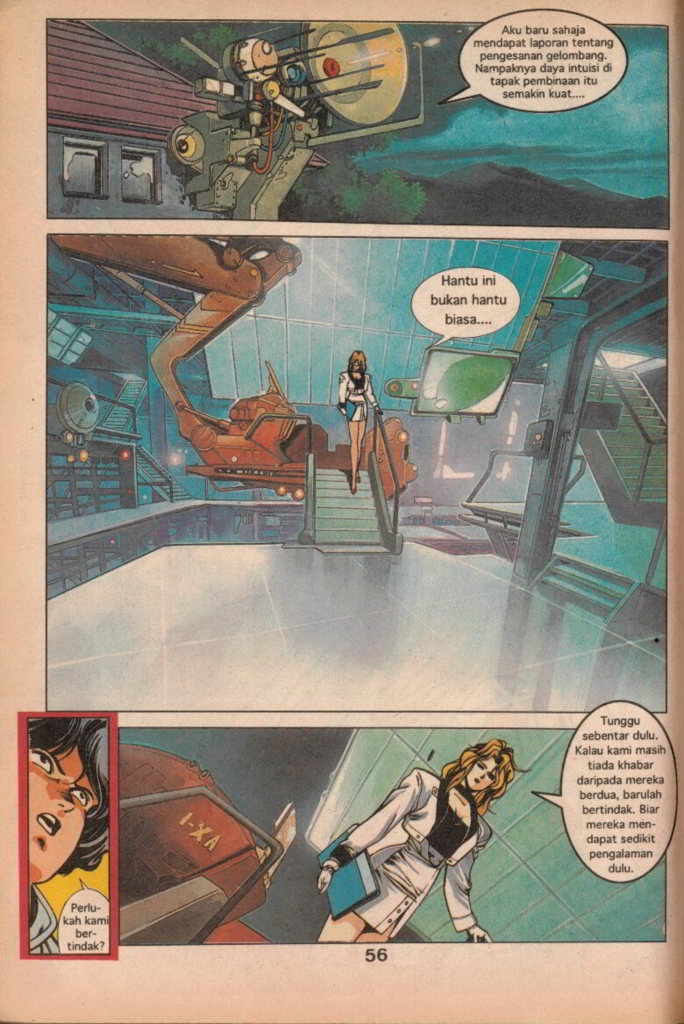 Aku baru sahaja
mendapat laporan tentang
pengesanan gelombang.
Nampaknya daya intuisi di
tapak pembinaan itu
semakin kuat....
Hantu ini
bukan hantu
biasa....
Perlu-
kah kami
ber-
tindak?
I-XA
Tunggu
sebentar dulu.
Kalau kami masih
tiada khabar
daripada mereka
berdua, barulah
bertindak. Biar
mereka men-
dapat sedikit
pengalaman
dulu.
56